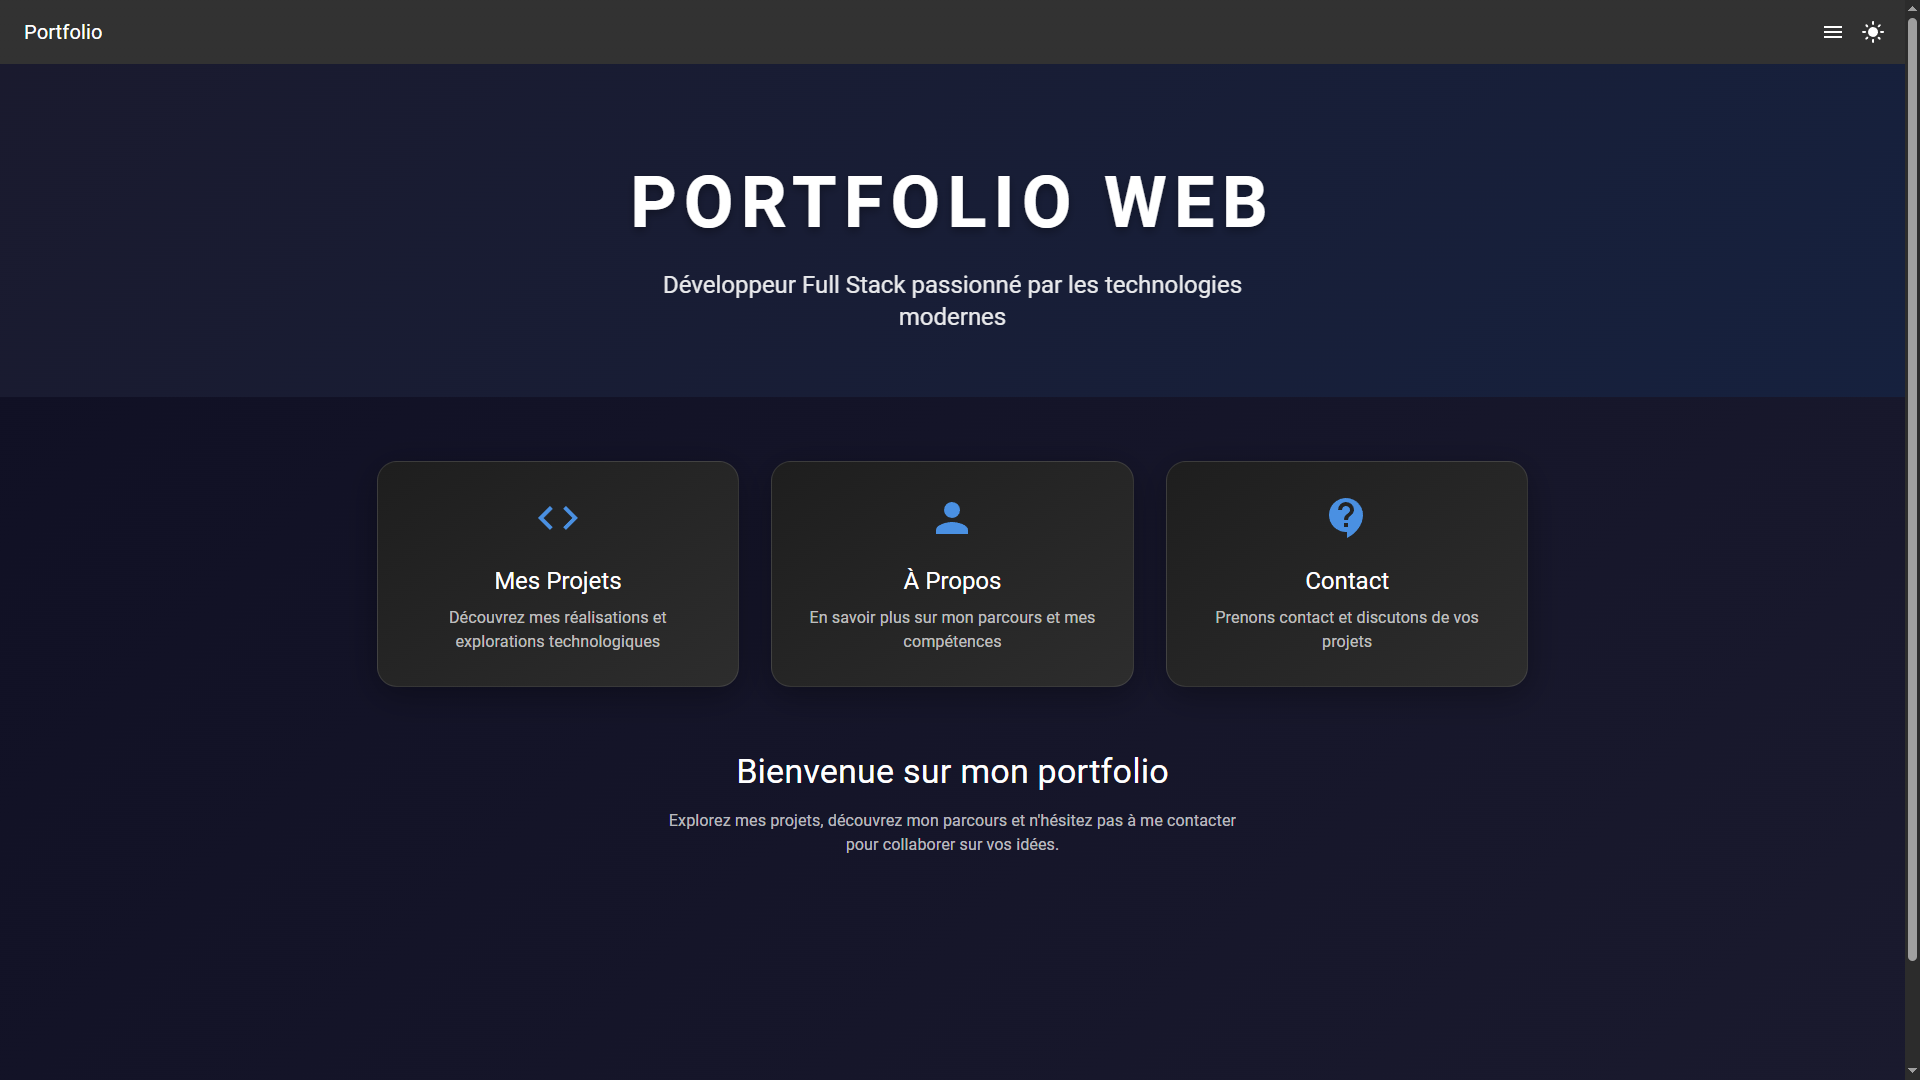 Portfolio
PORTFOLIO WEB
Développeur Full Stack passionné par les technologies
modernes
Mes Projets
Découvrez mes réalisations et
explorations technologiques
À Propos
En savoir plus sur mon parcours et mes
compétences
Contact
Prenons contact et discutons de vos
projets
Bienvenue sur mon portfolio
Explorez mes projets, découvrez mon parcours et n'hésitez pas à me contacter
pour collaborer sur vos idées.